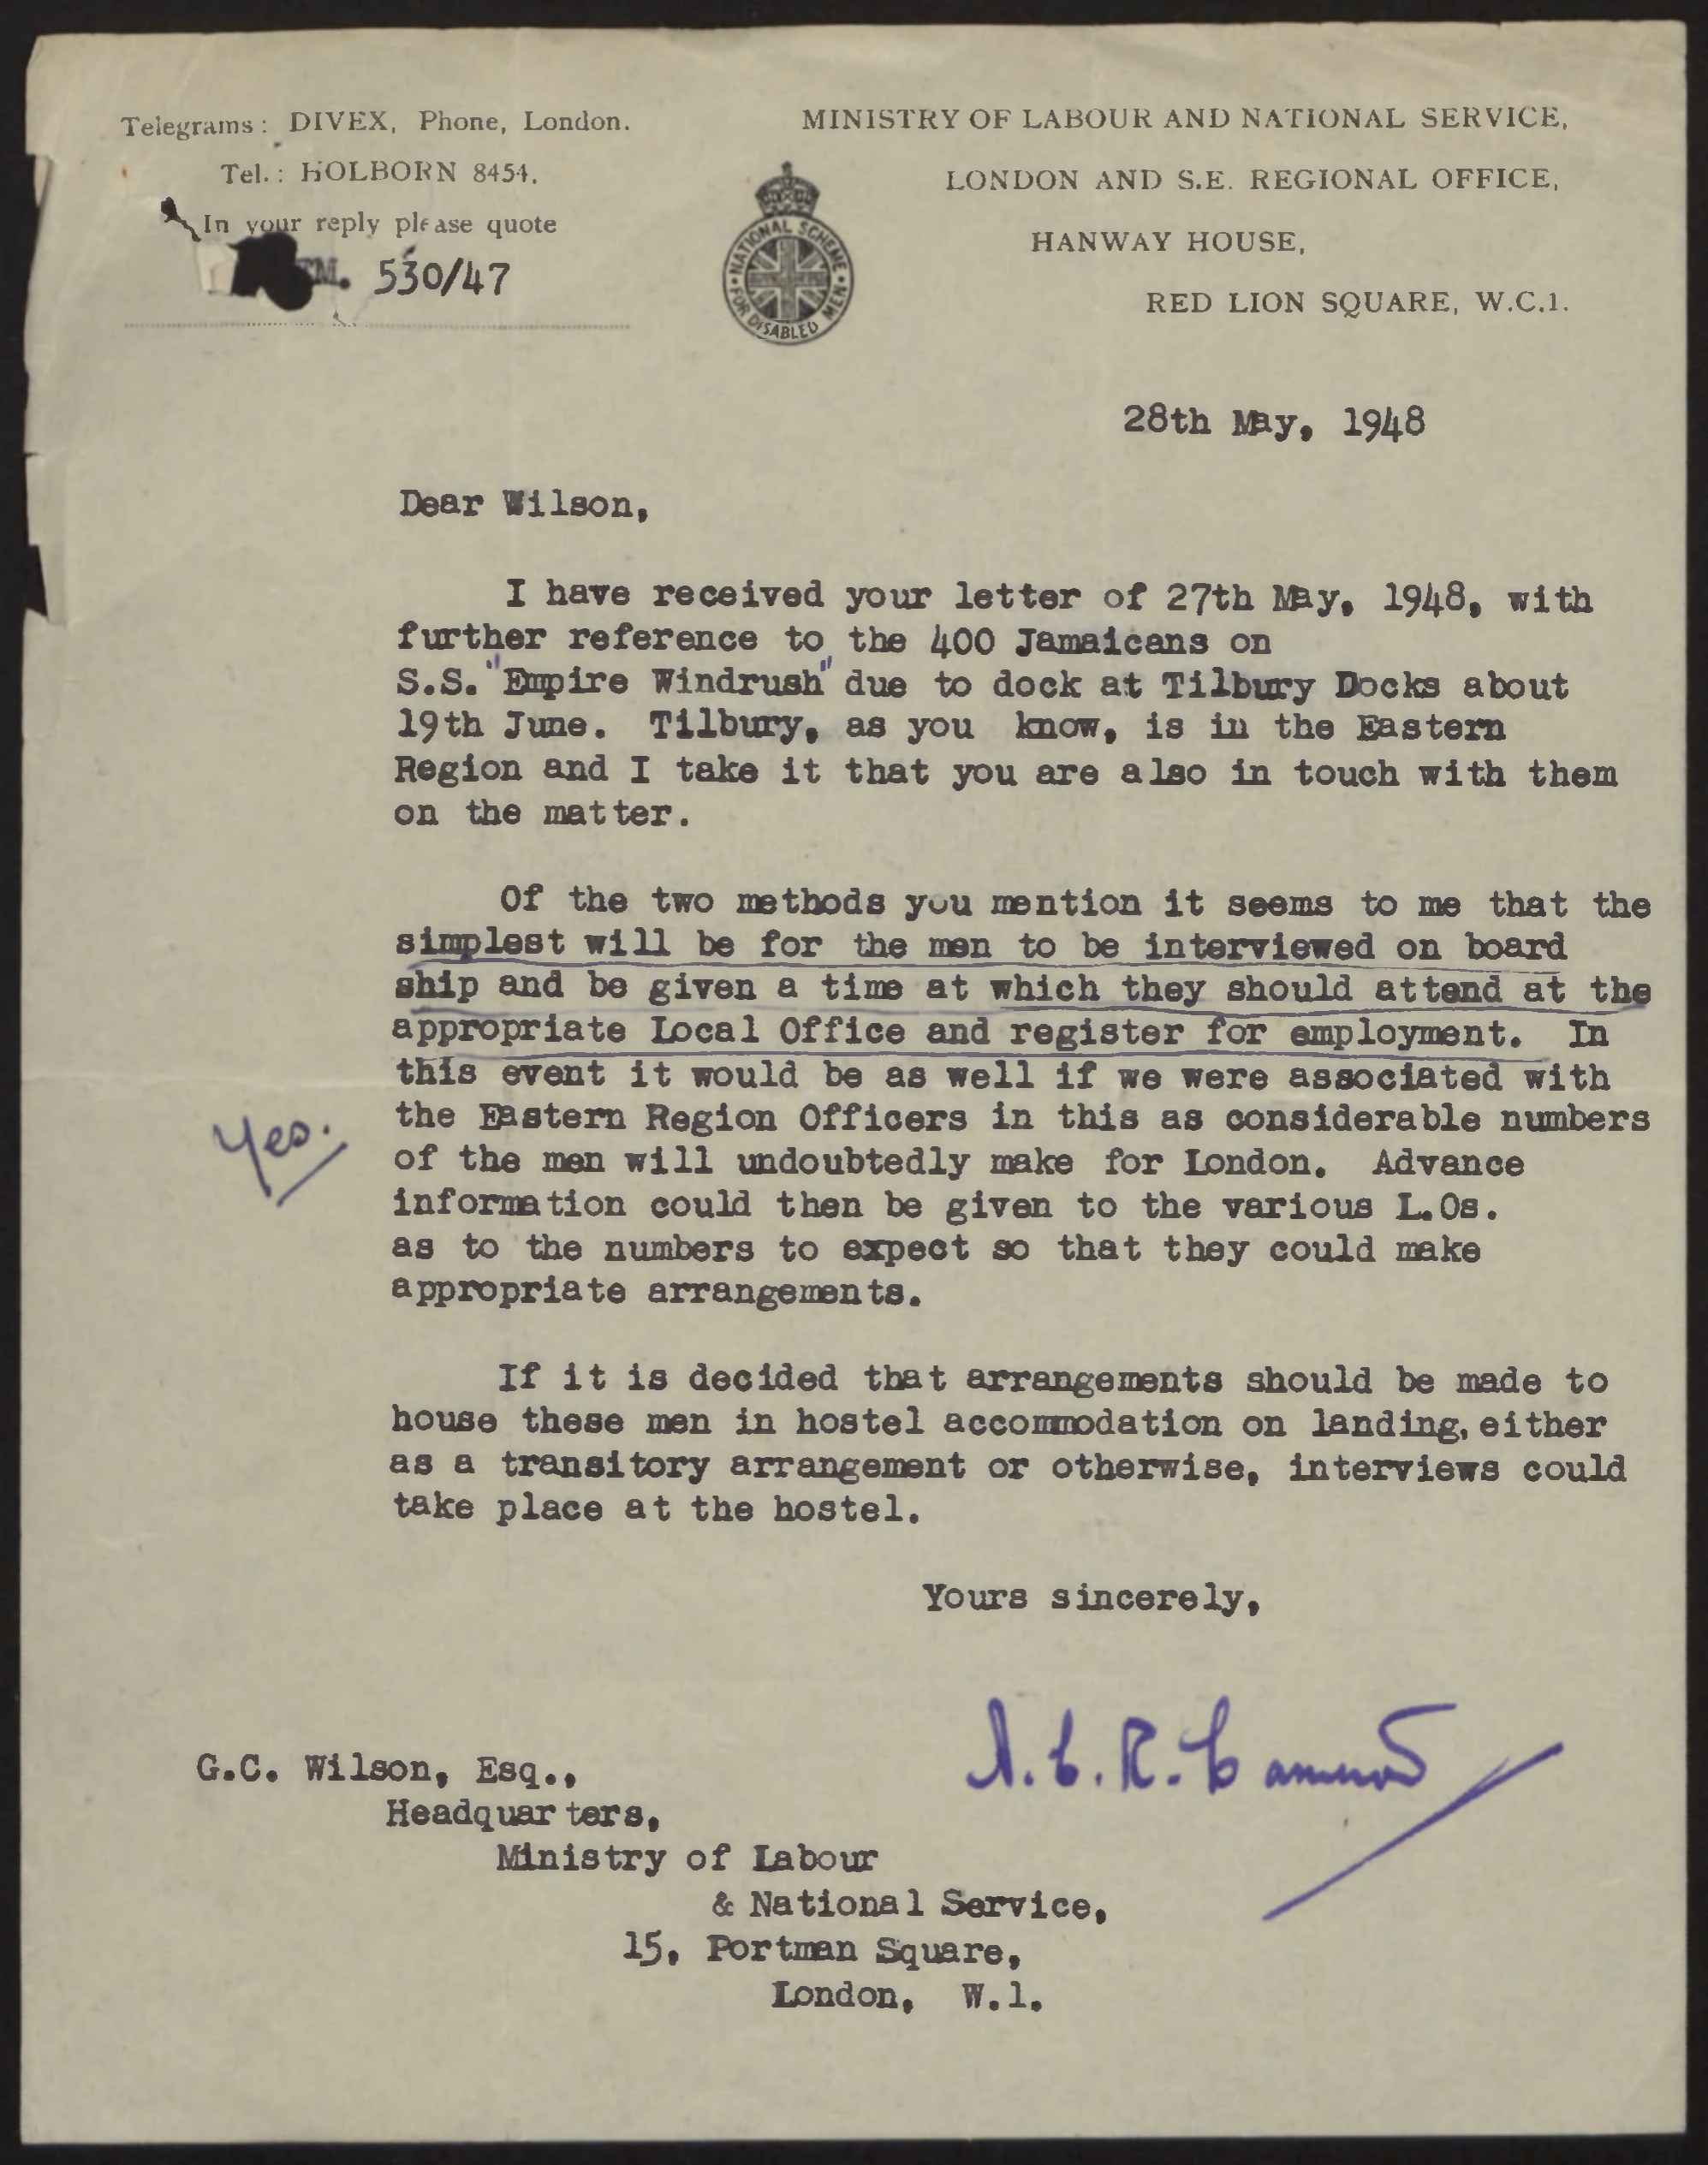 Telegrams: DIVEX, Phone, London.
Tel.: HOLBORN 8454.
In your reply please quote
EM. 530/47
NATIONAL SCHEME
FOR DISABLED MEN
MINISTRY OF LABOUR AND NATIONAL SERVICE,
LONDON AND S.E. REGIONAL OFFICE,
HANWAY HOUSE,
RED LION SQUARE, W.C.1.
28th May, 1948
Dear Wilson,
I have received your letter of 27th May, 1948, with
further reference to the 400 Jamaicans on
S.S. "Empire Windrush" due to dock at Tilbury Docks about
19th June. Tilbury, as you know, is in the Eastern
Region and I take it that you are also in touch with them
on the matter.
Of the two methods you mention it seems to me that the
simplest will be for the men to be interviewed on board
ship and be given a time at which they should attend at the
appropriate Local Office and register for employment. In
this event it would be as well if we were associated with
the Eastern Region Officers in this as considerable numbers
of the men will undoubtedly make for London. Advance
information could then be given to the various L.Os.
as to the numbers to expect so that they could make
appropriate arrangements.
Yes.
If it is decided that arrangements should be made to
house these men in hostel accommodation on landing, either
as a transitory arrangement or otherwise, interviews could
take place at the hostel.
Yours sincerely,
G.C. Wilson, Esq.,
Headquarters,
Ministry of Labour
& National Service,
15, Portman Square,
London, W.1.